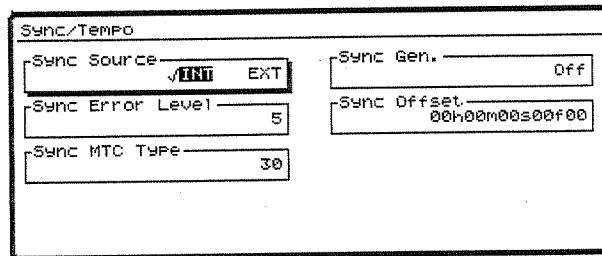 Sync/Tempo
Sync Source
√INT EXT
Sync Error Level
5
Sync MTC Type
30
Sync Gen.
Off
Sync Offset
00h00m00s00f00